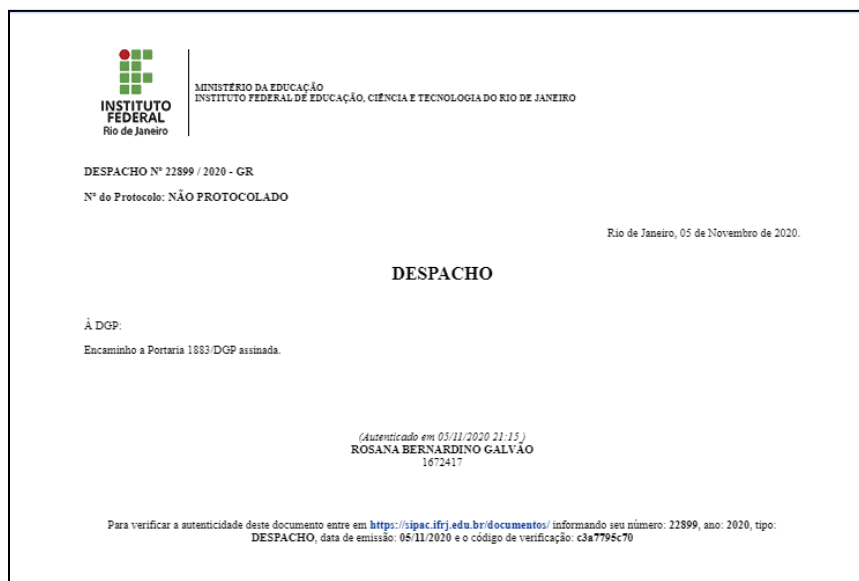 INSTITUTO
FEDERAL
Rio de Janeiro
MINISTÉRIO DA EDUCAÇÃO
INSTITUTO FEDERAL DE EDUCAÇÃO, CIÊNCIA E TECNOLOGIA DO RIO DE JANEIRO
DESPACHO Nº 22899 / 2020 - GR
Nº do Protocolo: NÃO PROTOCOLADO
Rio de Janeiro, 05 de Novembro de 2020.
DESPACHO
À DGP:
Encaminho a Portaria 1883/DGP assinada.
(Autenticado em 05/11/2020 21:15 )
ROSANA BERNARDINO GALVÃO
1672417
Para verificar a autenticidade deste documento entre em https://sipac.ifrj.edu.br/documentos/ informando seu número: 22899, ano: 2020, tipo:
DESPACHO, data de emissão: 05/11/2020 e o código de verificação: c3a7795c70